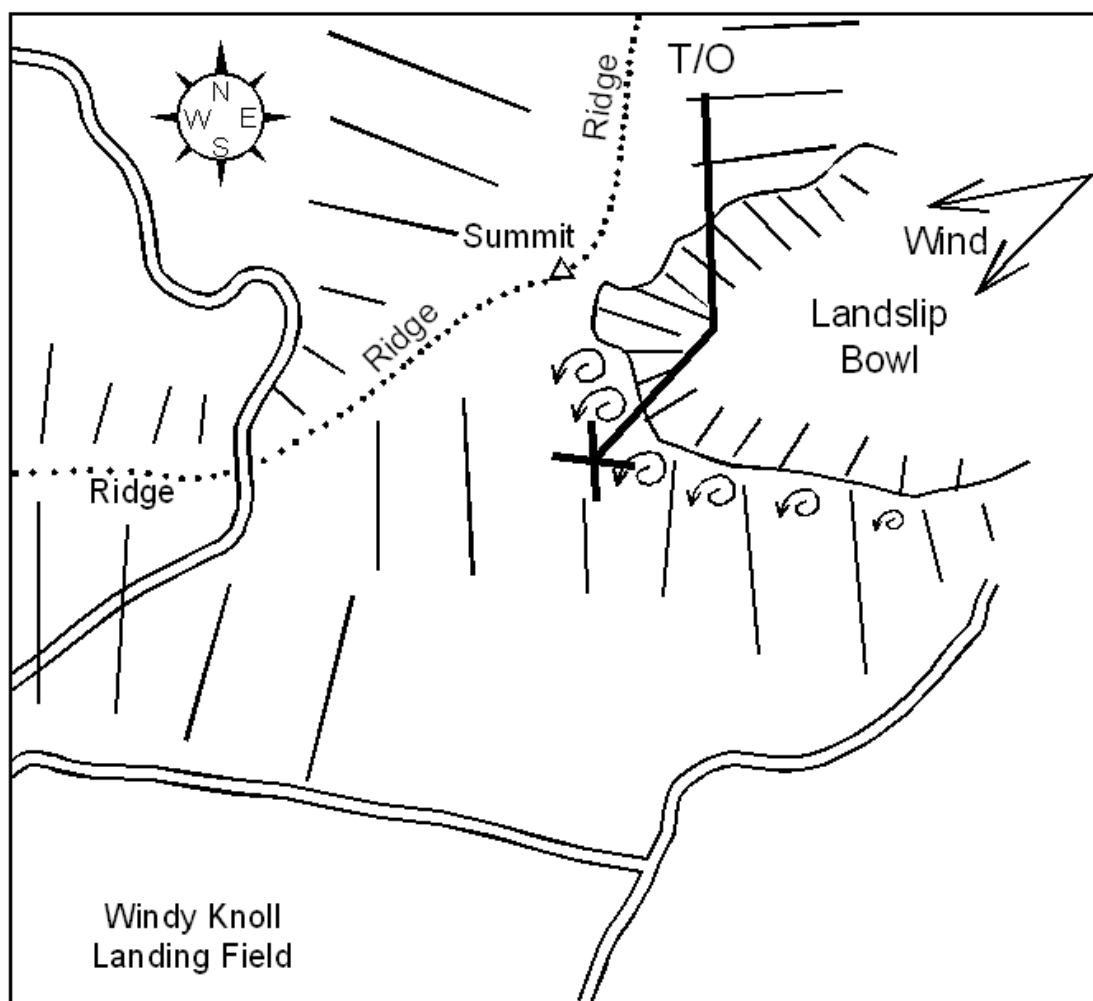 Ridge
T/O
N
W E
S
Summit
Wind
Ridge
Landslip
Bowl
Ridge
Windy Knoll
Landing Field